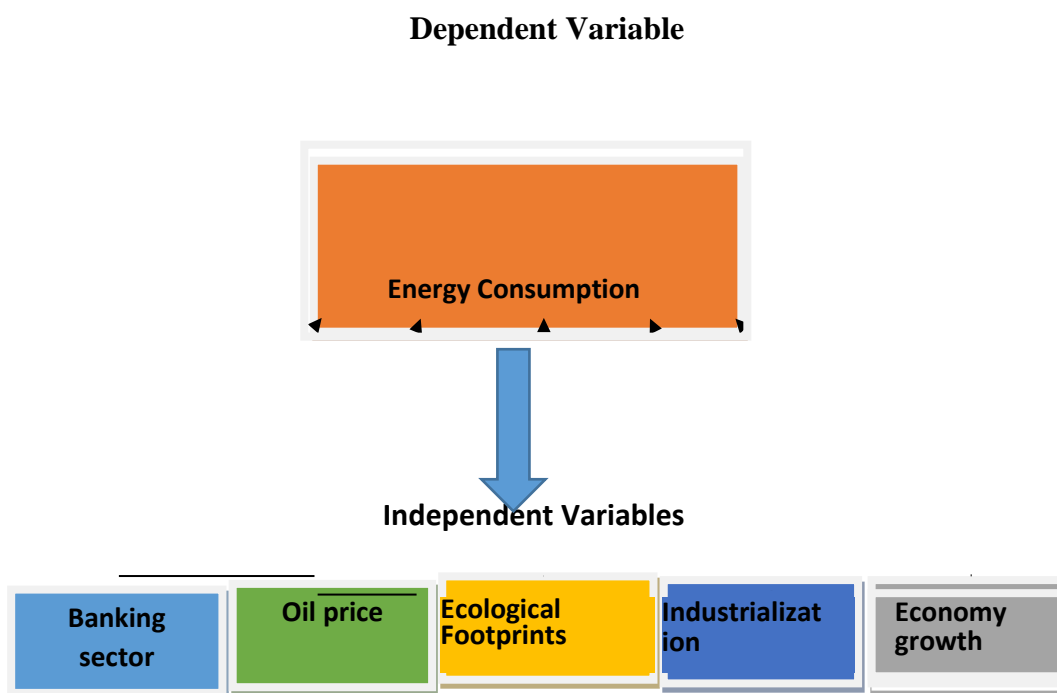 Dependent Variable
Energy Consumption
Independent Variables
Banking
sector
Oil price
Ecological
Footprints
Industrializat
ion
Economy
growth